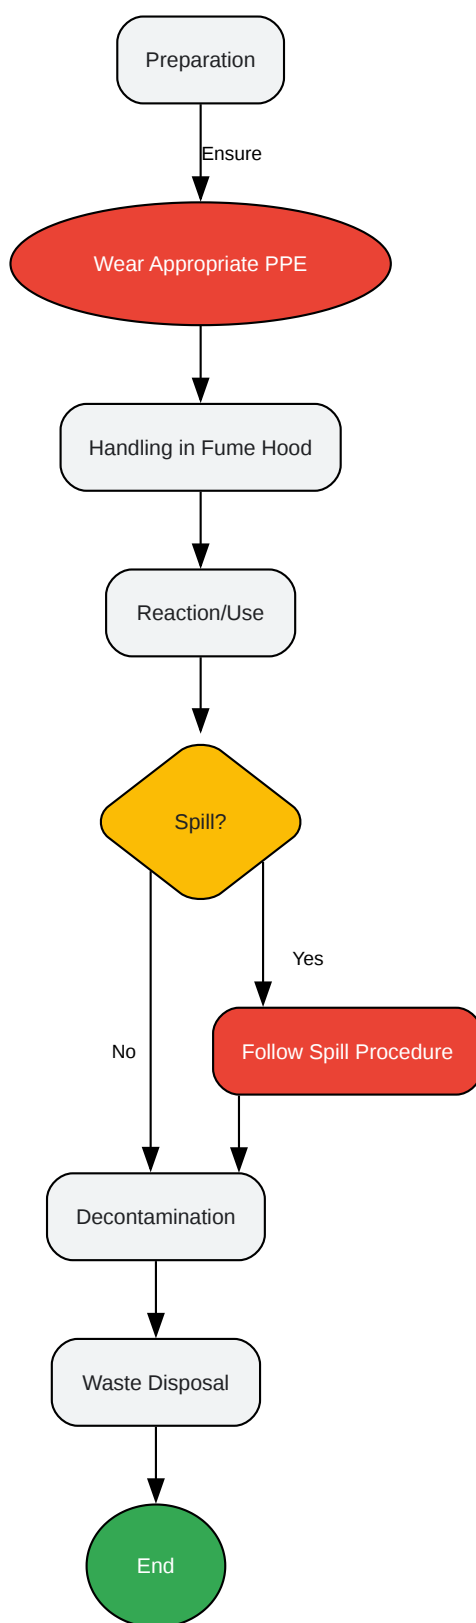 Preparation
Ensure
Wear Appropriate PPE
Handling in Fume Hood
Reaction/Use
Spill?
Yes
No
Follow Spill Procedure
Decontamination
Waste Disposal
End